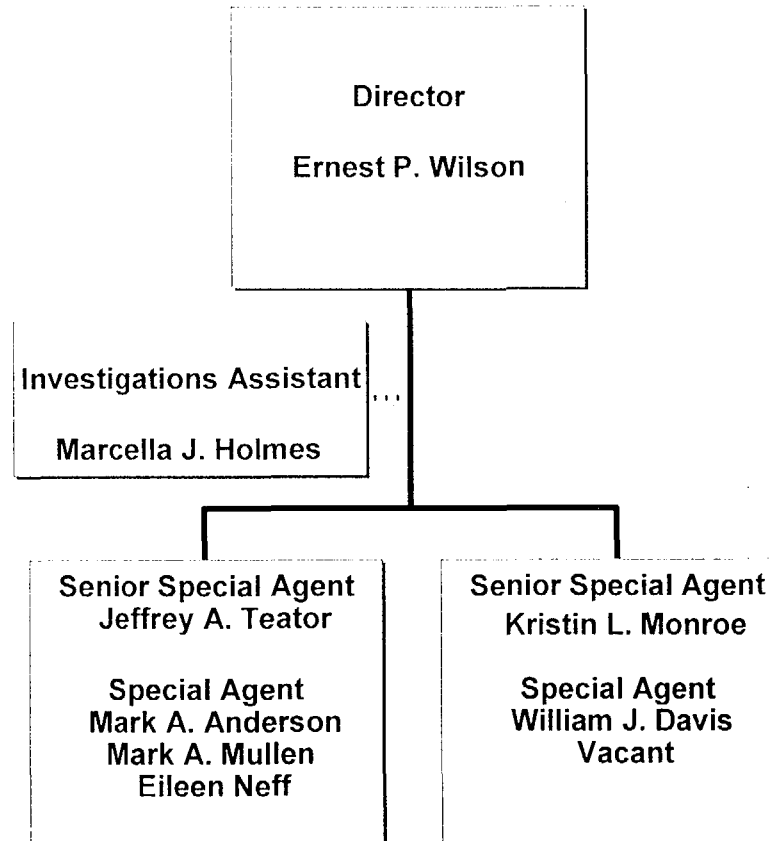 Director
Ernest P. Wilson
Investigations Assistant
Marcella J. Holmes
Senior Special Agent
Jeffrey A. Teator
Special Agent
Mark A. Anderson
Mark A. Mullen
Eileen Neff
Senior Special Agent
Kristin L. Monroe
Special Agent
William J. Davis
Vacant